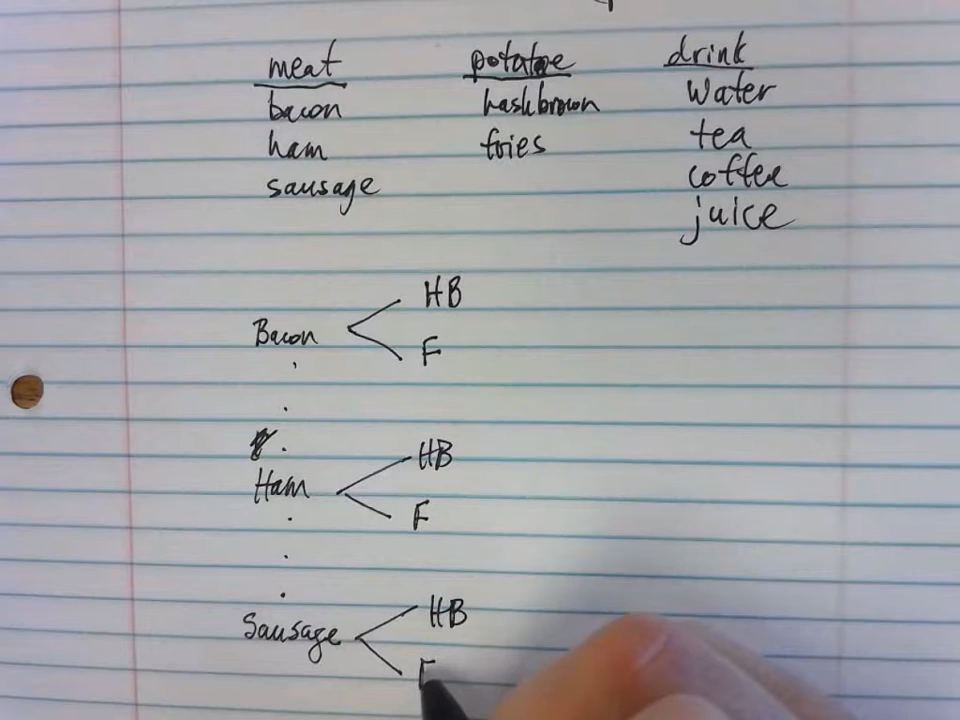 meat potatoe drink
bacon hashbrown Water
ham fries tea
sausage coffee
juice
HB
Bacon
F
HB
Ham
F
HB
Sausage
F